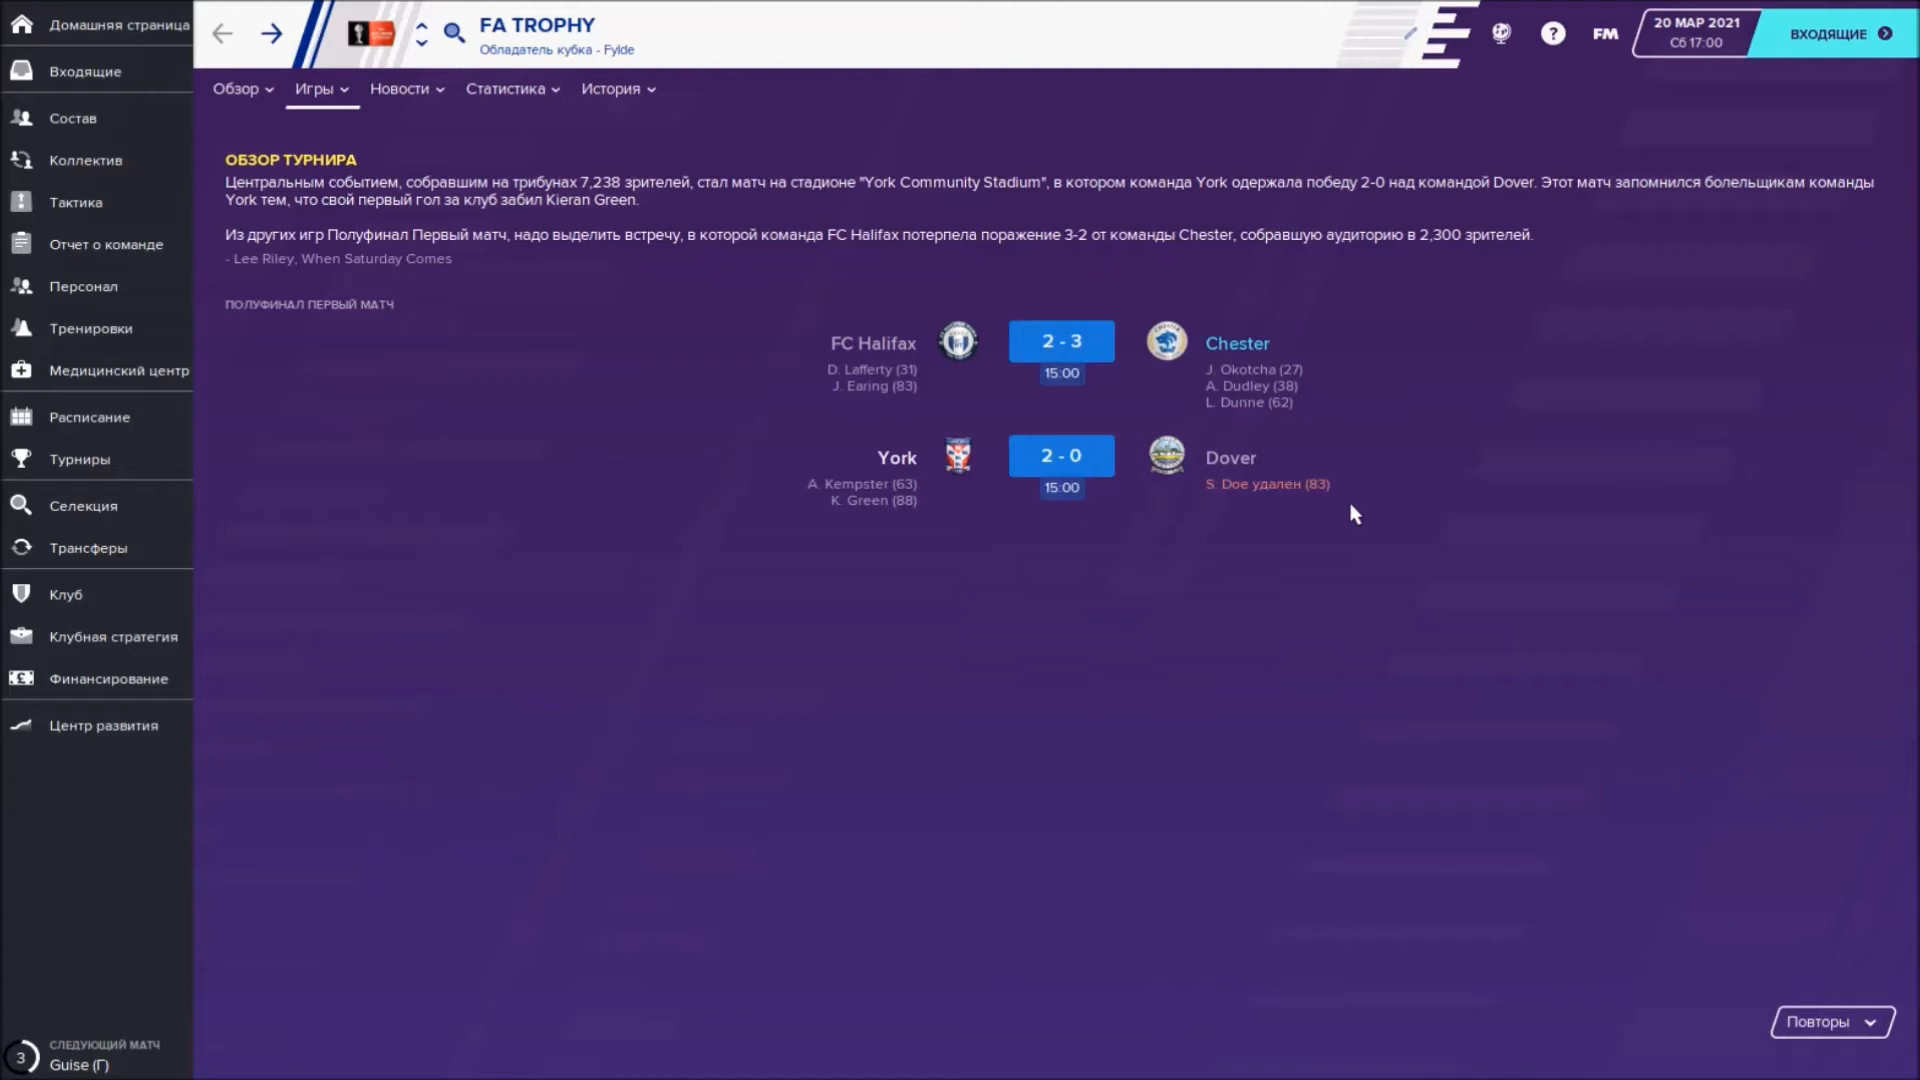 Домашняя страница
Входящие
Состав
Коллектив
Тактика
Отчет о команде
Персонал
Тренировки
Медицинский центр
Расписание
Турниры
Селекция
Трансферы
Клуб
Клубная стратегия
Финансирование
Центр развития
3
СЛЕДУЮЩИЙ МАТЧ
Guise (Г)
FA TROPHY
Обладатель кубка - Fylde
?
FM
20 МАР 2021
Сб 17:00
ВХОДЯЩИЕ
Обзор Игры Новости Статистика История
ОБЗОР ТУРНИРА
Центральным событием, собравшим на трибунах 7,238 зрителей, стал матч на стадионе "York Community Stadium", в котором команда York одержала победу 2-0 над командой Dover. Этот матч запомнился болельщикам команды
York тем, что свой первый гол за клуб забил Kieran Green.
Из других игр Полуфинал Первый матч, надо выделить встречу, в которой команда FC Halifax потерпела поражение 3-2 от команды Chester, собравшую аудиторию в 2,300 зрителей.
- Lee Riley, When Saturday Comes
ПОЛУФИНАЛ ПЕРВЫЙ МАТЧ
FC Halifax 2 - 3 Chester
D. Lafferty (31) 15:00 J. Okotcha (27)
J. Earing (83) A. Dudley (38)
L. Dunne (62)
York 2 - 0 Dover
A. Kempster (63) 15:00 S. Doe удален (83)
K. Green (88)
Повторы